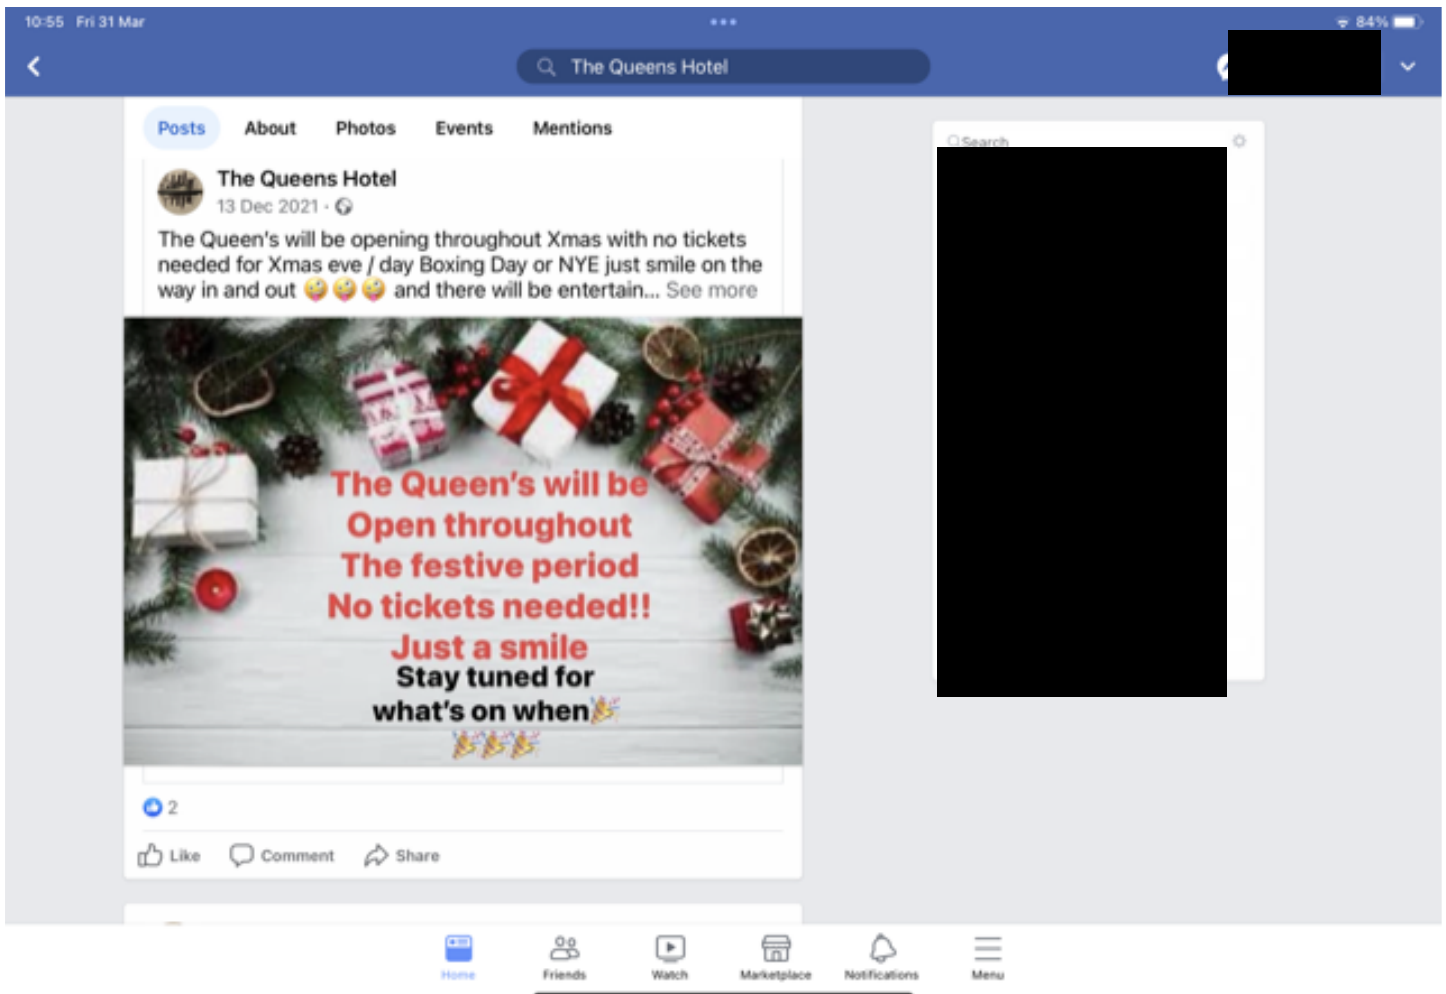 10:55 Fri 31 Mar
84%
The Queens Hotel
Posts About Photos Events Mentions
Search
The Queens Hotel
13 Dec 2021 ·
The Queen's will be opening throughout Xmas with no tickets
needed for Xmas eve / day Boxing Day or NYE just smile on the
way in and out 🤪🤪🤪 and there will be entertain... See more
The Queen's will be
Open throughout
The festive period
No tickets needed!!
Just a smile
Stay tuned for
what's on when🎉
🎉🎉🎉
2
Like Comment Share
Home Friends Watch Marketplace Notifications Menu